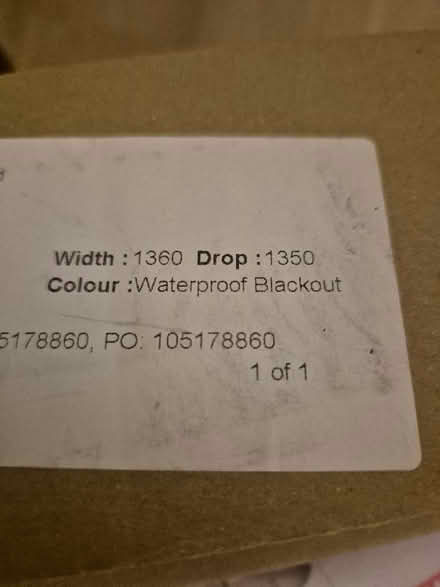 Width : 1360 Drop : 1350
Colour :Waterproof Blackout
5178860, PO: 105178860
1 of 1